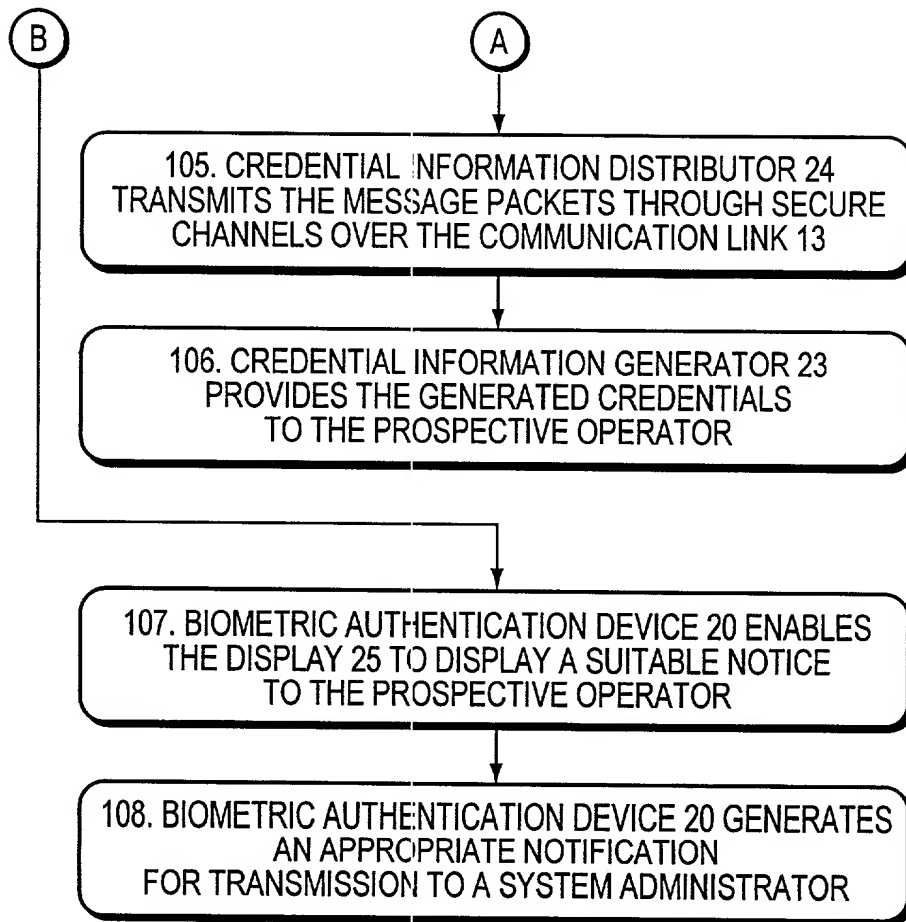 B
A
105. CREDENTIAL INFORMATION DISTRIBUTOR 24
TRANSMITS THE MESSAGE PACKETS THROUGH SECURE
CHANNELS OVER THE COMMUNICATION LINK 13
106. CREDENTIAL INFORMATION GENERATOR 23
PROVIDES THE GENERATED CREDENTIALS
TO THE PROSPECTIVE OPERATOR
107. BIOMETRIC AUTHENTICATION DEVICE 20 ENABLES
THE DISPLAY 25 TO DISPLAY A SUITABLE NOTICE
TO THE PROSPECTIVE OPERATOR
108. BIOMETRIC AUTHENTICATION DEVICE 20 GENERATES
AN APPROPRIATE NOTIFICATION
FOR TRANSMISSION TO A SYSTEM ADMINISTRATOR